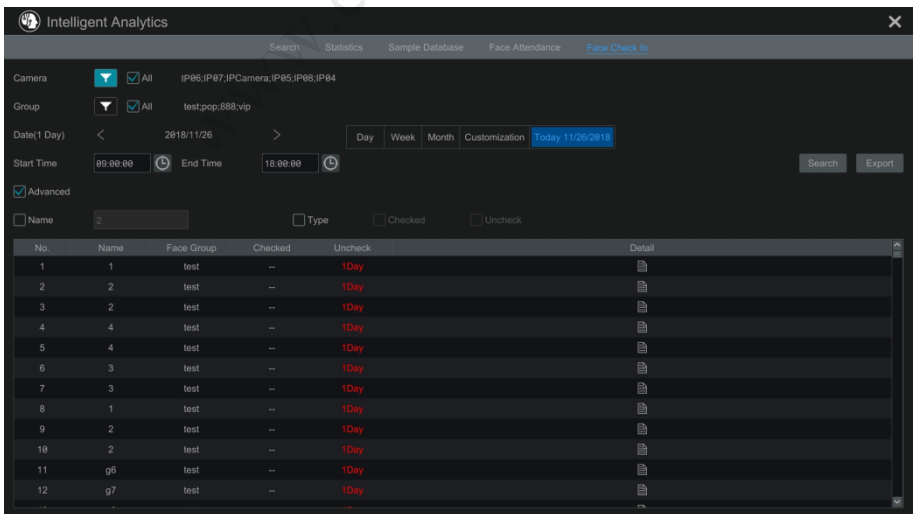 Intelligent Analytics
Search Statistics Sample Database Face Attendance Face Check In
Camera All IP06;IP07;IPCamera;IP05;IP08;IP04
Group All test;pop;888;vip
Date(1 Day) < 2018/11/26 > Day Week Month Customization Today 11/26/2018
Start Time 09:00:00 End Time 18:00:00 Search Export
Advanced
Name 2 Type Checked Uncheck
No. Name Face Group Checked Uncheck Detail
1 1 test -- 1Day
2 2 test -- 1Day
3 2 test -- 1Day
4 4 test -- 1Day
5 4 test -- 1Day
6 3 test -- 1Day
7 3 test -- 1Day
8 1 test -- 1Day
9 2 test -- 1Day
10 2 test -- 1Day
11 g6 test -- 1Day
12 g7 test -- 1Day